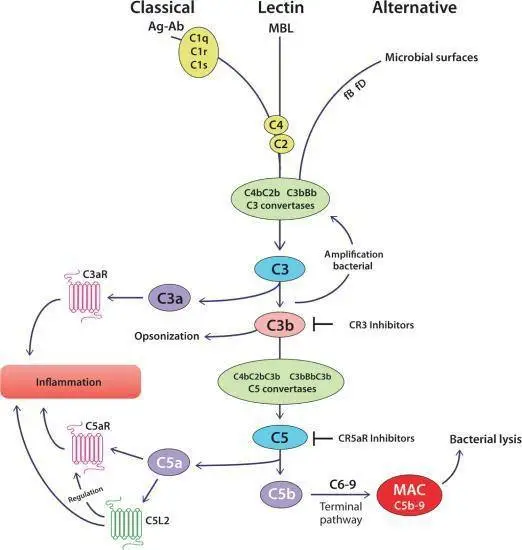 Classical
Lectin
Alternative
Ag-Ab
MBL
C1q
C1r
C1s
Microbial surfaces
fB fD
C4
C2
C4bC2b C3bBb
C3 convertases
Amplification
bacterial
C3
C3aR
C3a
C3b
CR3 Inhibitors
Opsonization
Inflammation
C4bC2bC3b C3bBbC3b
C5 convertases
C5aR
C5
CR5aR Inhibitors
Bacterial lysis
C5a
Regulation
C5b
C6-9
Terminal
pathway
MAC
C5b-9
C5L2